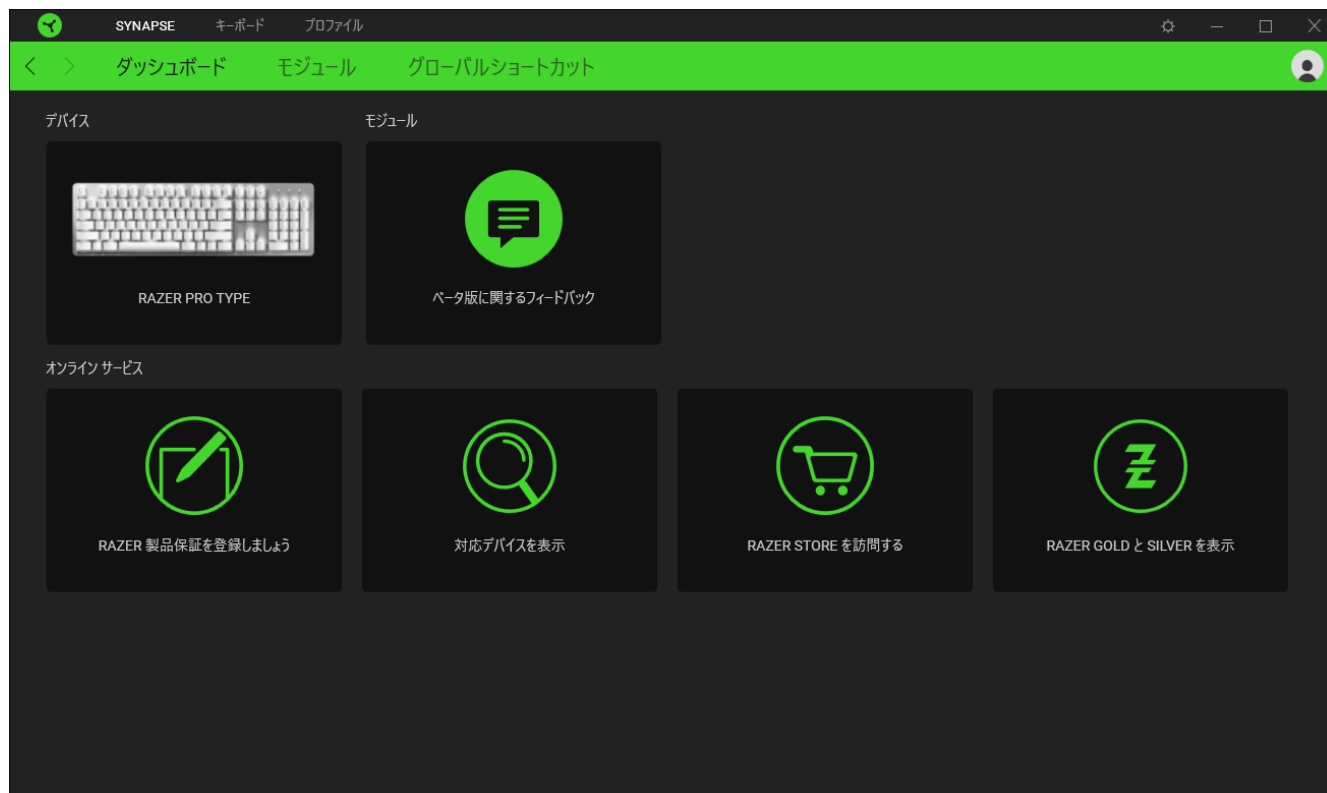 SYNAPSE キーボード プロファイル
ダッシュボード モジュール グローバルショートカット
デバイス モジュール
RAZER PRO TYPE
ベータ版に関するフィードバック
オンライン サービス
RAZER 製品保証を登録しましょう
対応デバイスを表示
RAZER STORE を訪問する
RAZER GOLD と SILVER を表示